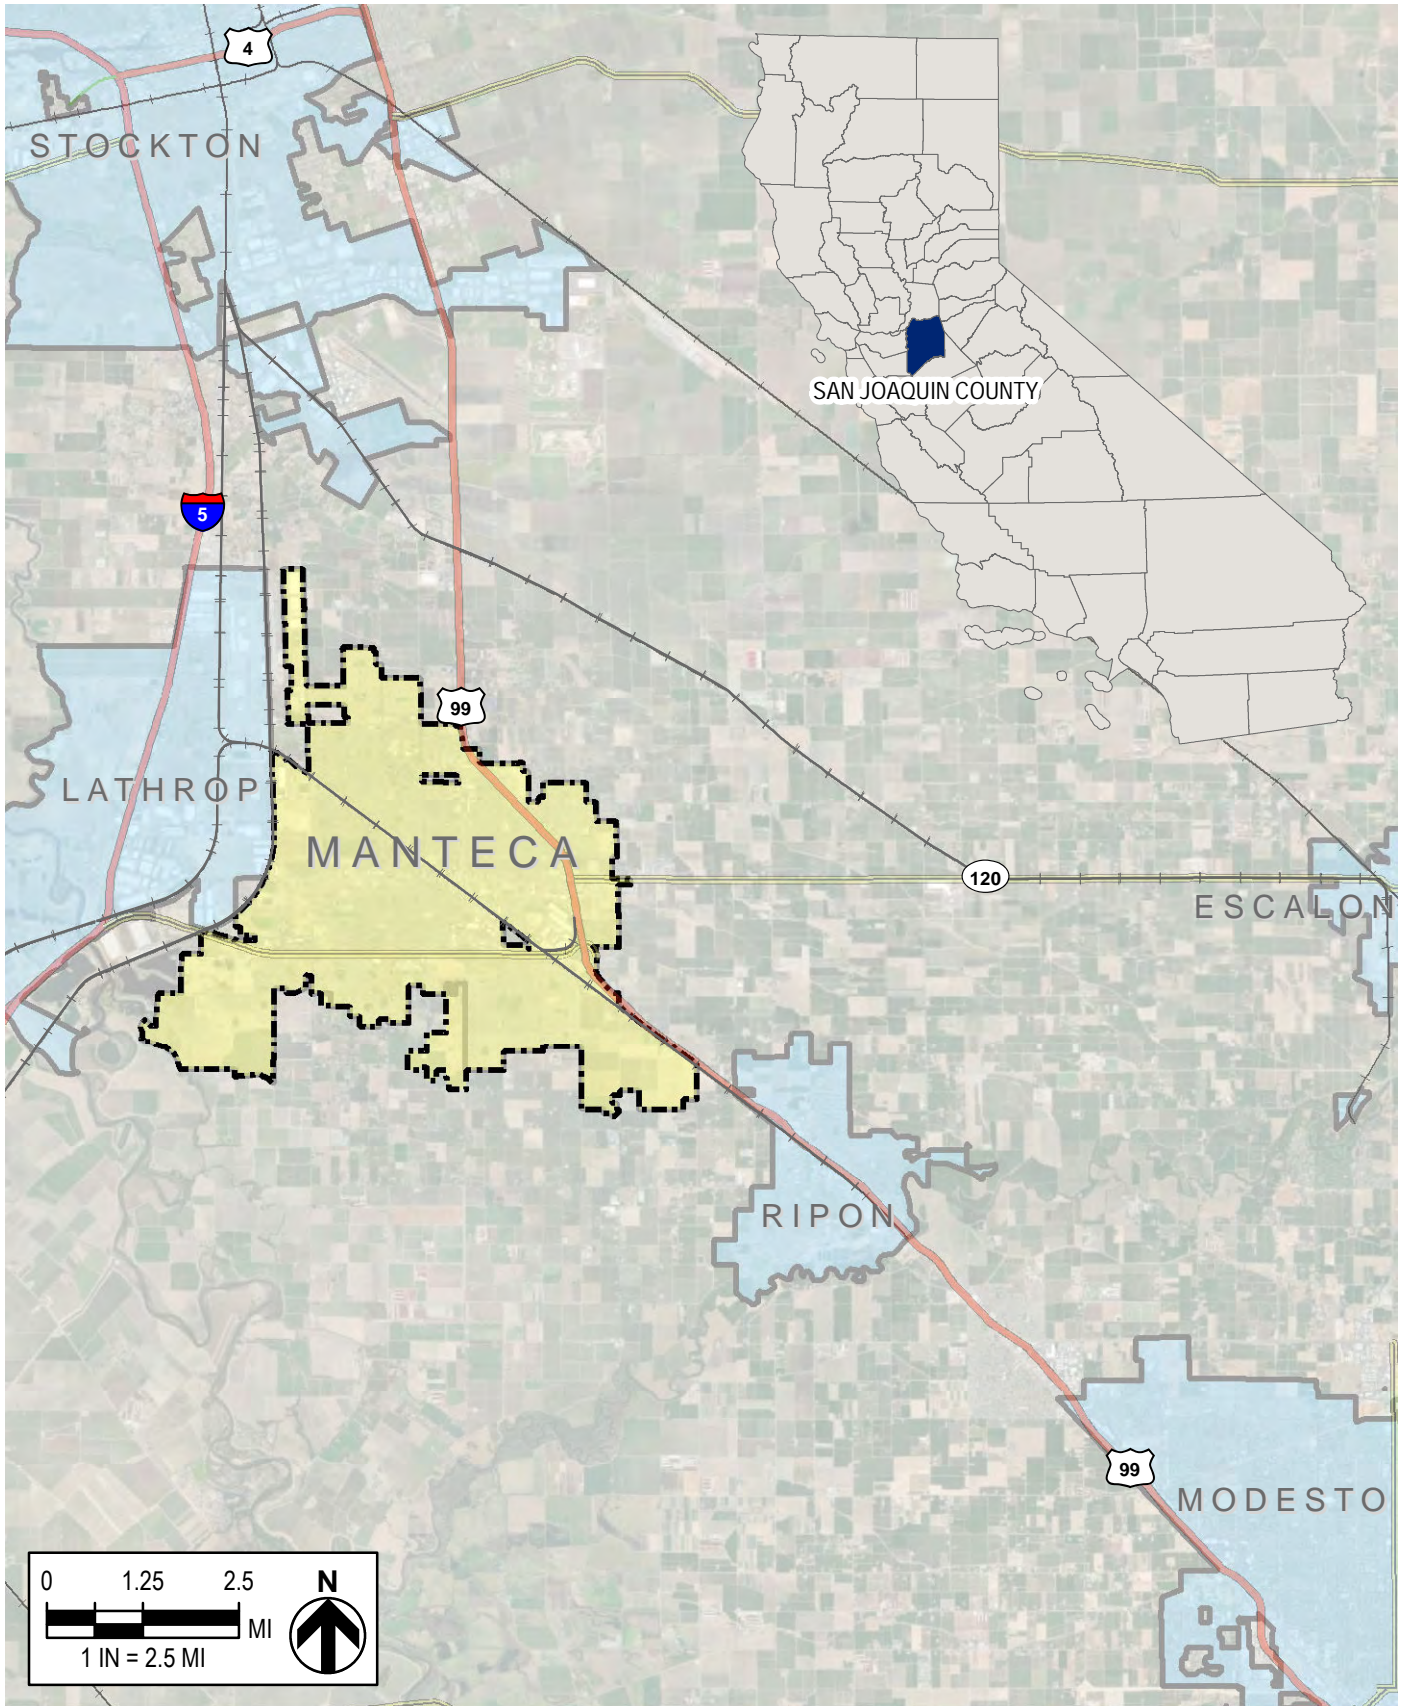 4
STOCKTON
SAN JOAQUIN COUNTY
5
99
LATHROP
MANTECA
120
ESCALON
RIPON
99
MODESTO
0 1.25 2.5
MI
1 IN = 2.5 MI
N